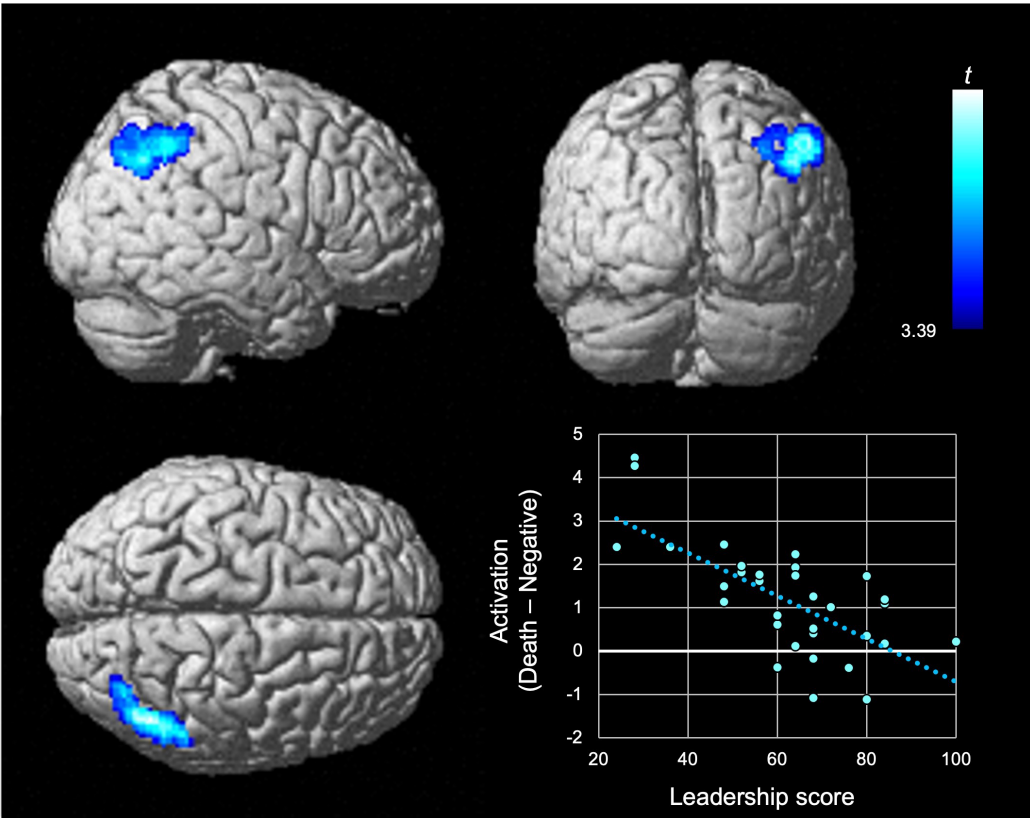 t
3.39
5
4
3
2
1
0
-1
-2
Activation
(Death – Negative)
20 40 60 80 100
Leadership score